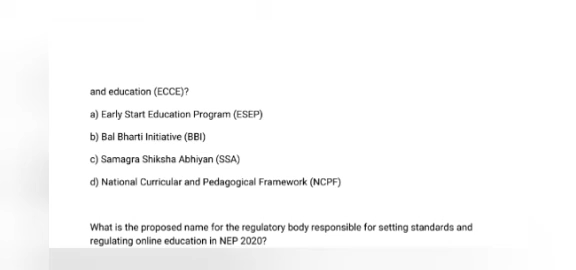 and education (ECCE)?
a) Early Start Education Program (ESEP)
b) Bal Bharti Initiative (BBI)
c) Samagra Shiksha Abhiyan (SSA)
d) National Curricular and Pedagogical Framework (NCPF)
What is the proposed name for the regulatory body responsible for setting standards and
regulating online education in NEP 2020?